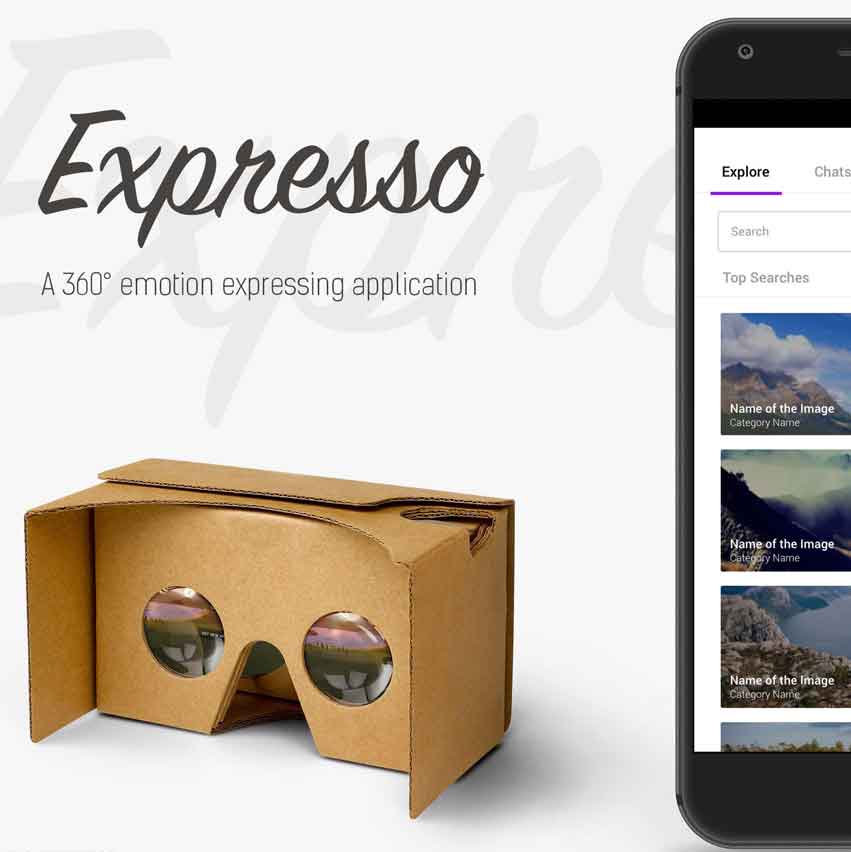 Expresso
A 360° emotion expressing application
Explore
Chats
Search
Top Searches
Name of the Image
Category Name
Name of the Image
Category Name
Name of the Image
Category Name